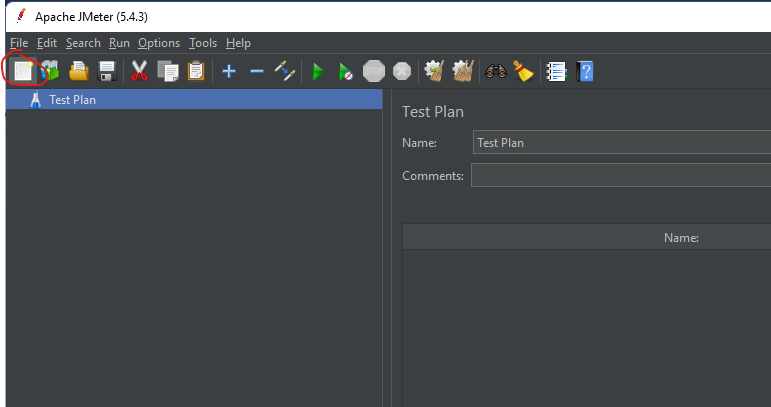 Apache JMeter (5.4.3)
File Edit Search Run Options Tools Help
STOP
Test Plan
Test Plan
Name: Test Plan
Comments:
Name: